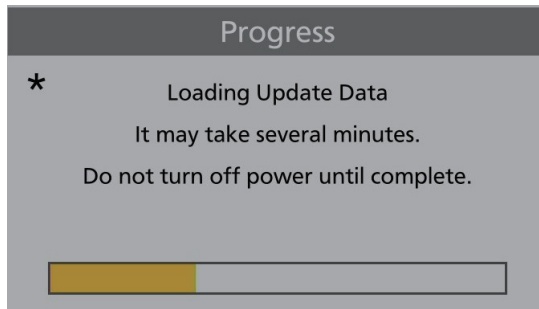 Progress
* Loading Update Data
It may take several minutes.
Do not turn off power until complete.